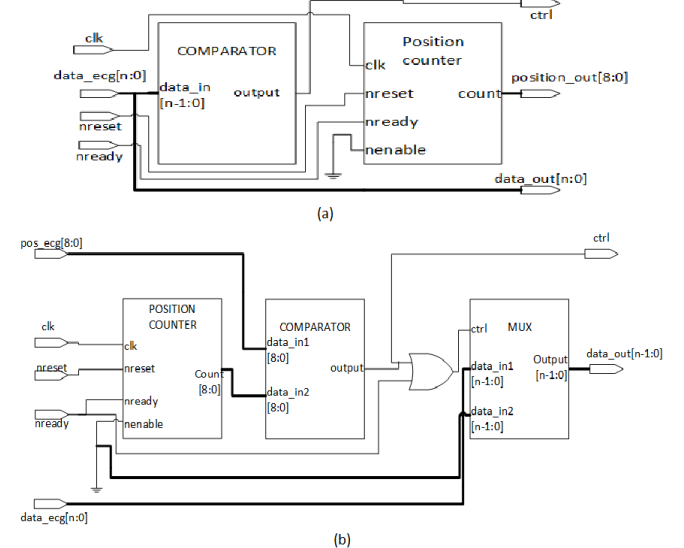 ctrl
clk
COMPARATOR
Position
counter
clk
data_ecg[n:0]
data_in
[n-1:0]
output
nreset
count
position_out[8:0]
nreset
nready
nready
nenable
data_out[n:0]
(a)
pos_ecg[8:0]
ctrl
POSITION
COUNTER
COMPARATOR
MUX
clk
clk
data_in1
[8:0]
ctrl
data_out[n-1:0]
nreset
nreset
Count
[8:0]
output
data_in1
[n-1:0]
Output
[n-1:0]
nready
nready
data_in2
[8:0]
data_in2
[n-1:0]
nenable
data_ecg[n:0]
(b)